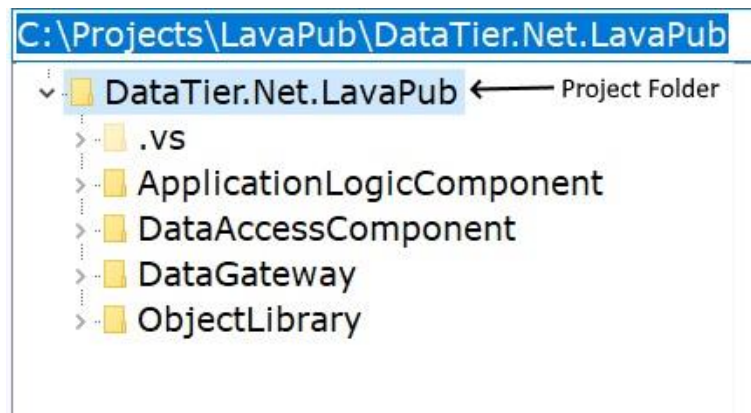 C:\Projects\LavaPub\DataTier.Net.LavaPub
DataTier.Net.LavaPub Project Folder
.vs
ApplicationLogicComponent
DataAccessComponent
DataGateway
ObjectLibrary